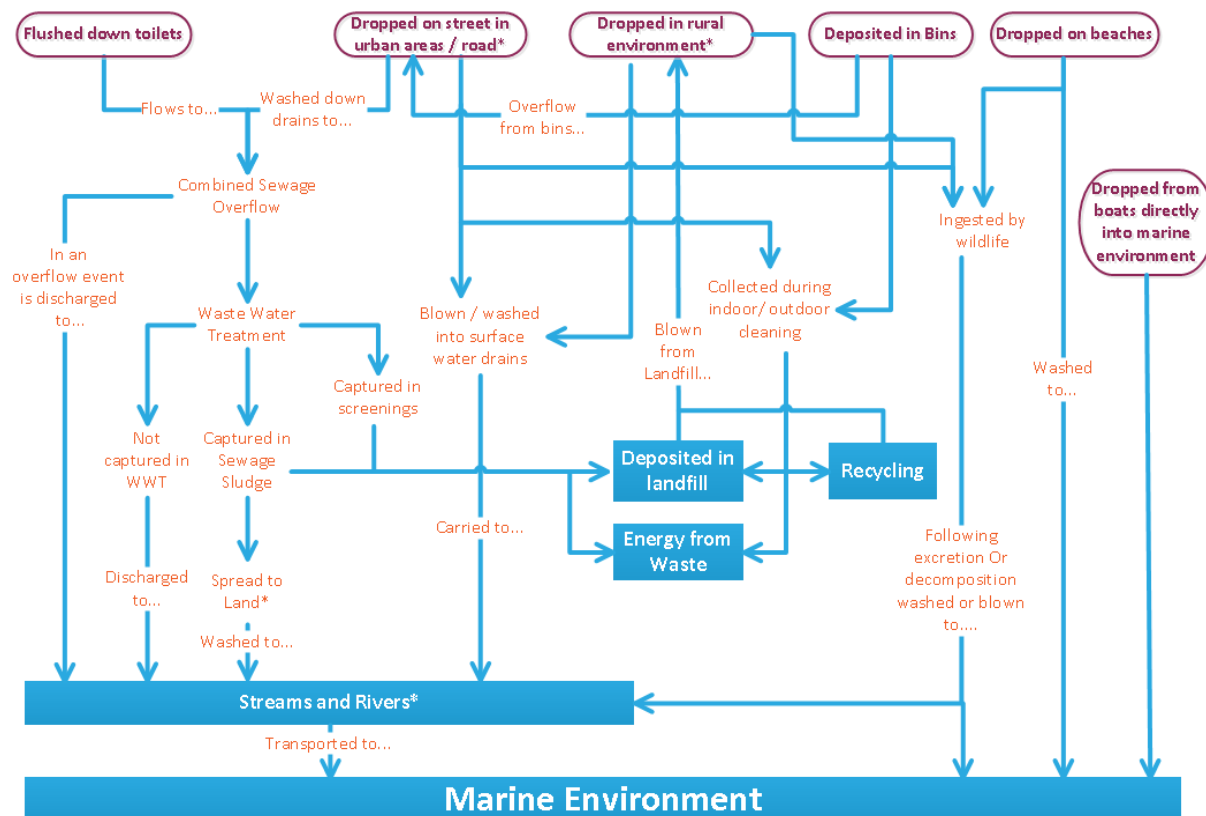 Flushed down toilets
Dropped on street in
urban areas / road*
Dropped in rural
environment*
Deposited in Bins
Dropped on beaches
Flows to...
Washed down
drains to...
Overflow
from bins...
Combined Sewage
Overflow
Dropped from
boats directly
into marine
environment
Ingested by
wildlife
In an
overflow event
is discharged
to...
Waste Water
Treatment
Blown / washed
into surface
water drains
Blown
from
Landfill...
Collected during
indoor/ outdoor
cleaning
Washed
to...
Captured in
screenings
Not
captured in
WWT
Captured in
Sewage
Sludge
Deposited in
landfill
Recycling
Carried to...
Energy from
Waste
Following
excretion Or
decomposition
washed or blown
to....
Discharged
to...
Spread to
Land*
Washed to...
Streams and Rivers*
Transported to...
Marine Environment